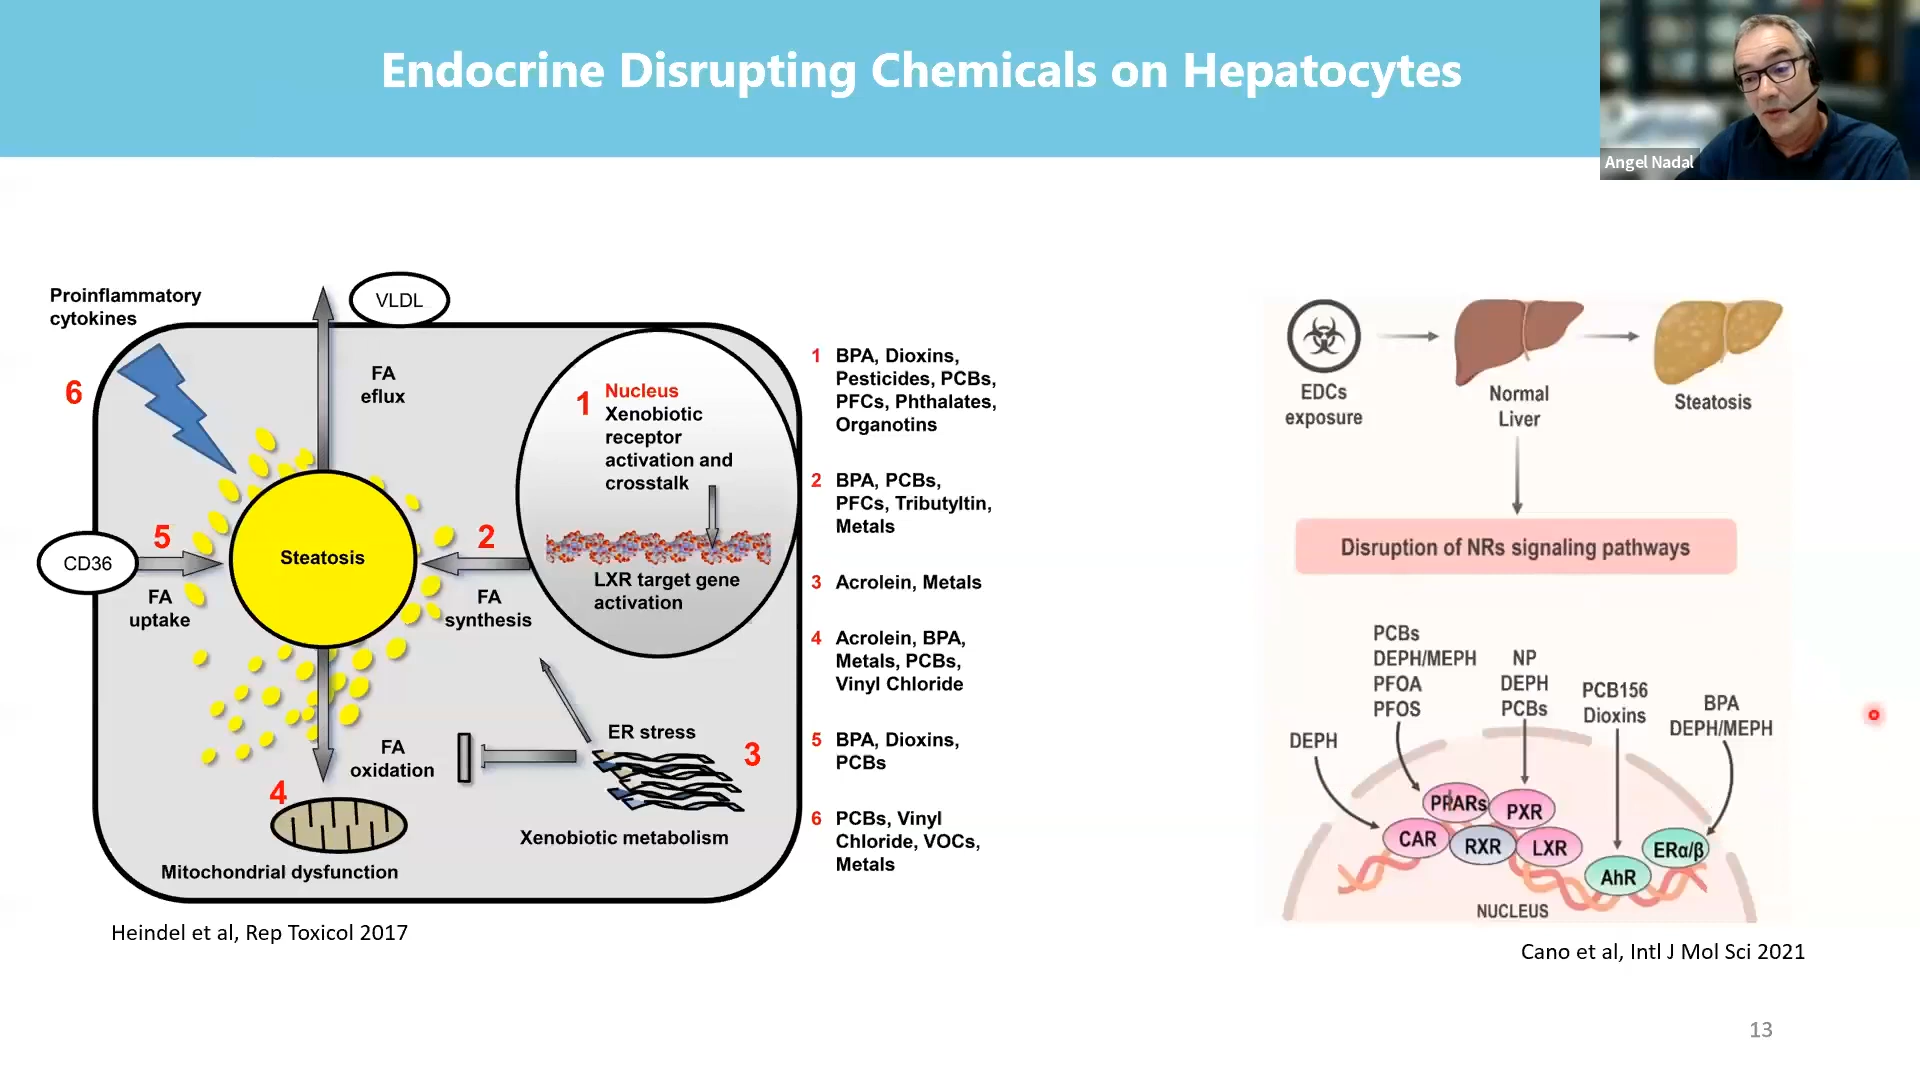 Endocrine Disrupting Chemicals on Hepatocytes
Angel Nadal
Proinflammatory
cytokines
VLDL
FA
eflux
6
1
Nucleus
Xenobiotic
receptor
activation and
crosstalk
LXR target gene
activation
CD36
5
FA
uptake
Steatosis
2
FA
synthesis
FA
oxidation
ER stress
3
4
Xenobiotic metabolism
Mitochondrial dysfunction
Heindel et al, Rep Toxicol 2017
1 BPA, Dioxins,
Pesticides, PCBs,
PFCs, Phthalates,
Organotins
2 BPA, PCBs,
PFCs, Tributyltin,
Metals
3 Acrolein, Metals
4 Acrolein, BPA,
Metals, PCBs,
Vinyl Chloride
5 BPA, Dioxins,
PCBs
6 PCBs, Vinyl
Chloride, VOCs,
Metals
EDCs
exposure
Normal
Liver
Steatosis
Disruption of NRs signaling pathways
DEPH
PCBs
DEPH/MEPH
PFOA
PFOS
NP
DEPH
PCBs
PCB156
Dioxins
BPA
DEPH/MEPH
PPARs
PXR
CAR
RXR
LXR
AhR
ERα/β
NUCLEUS
Cano et al, Intl J Mol Sci 2021
13